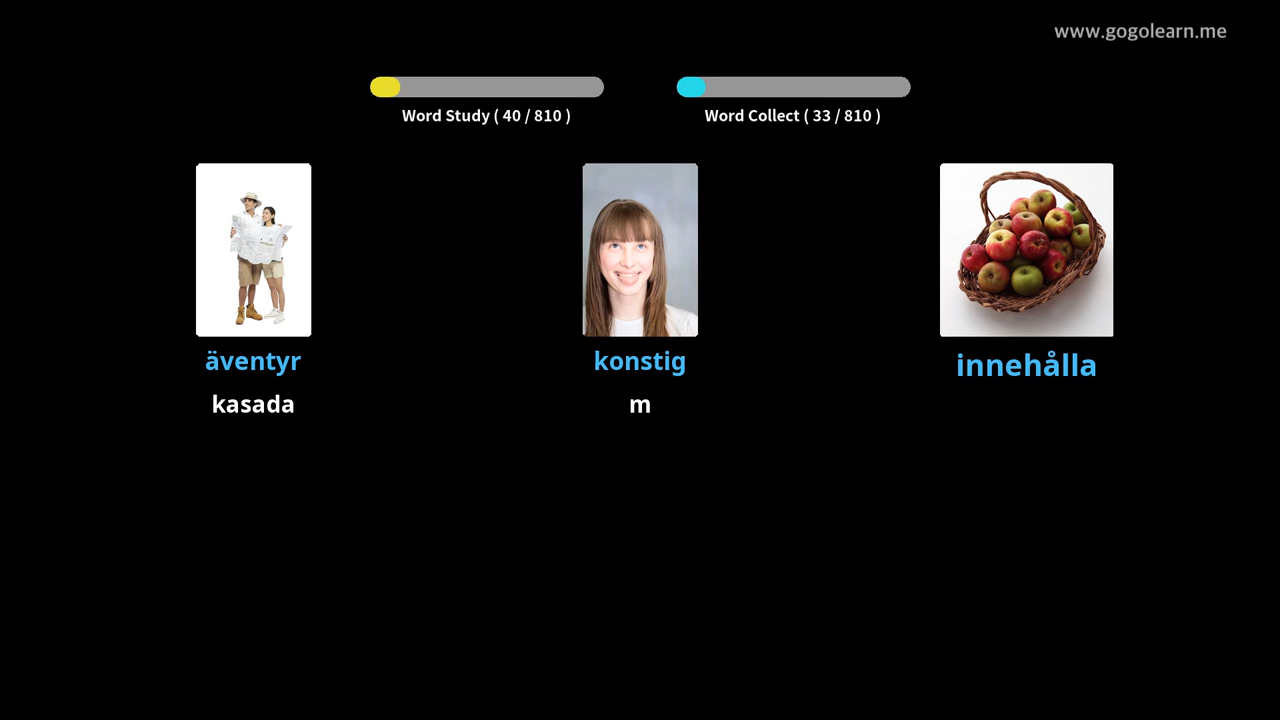 www.gogolearn.me
Word Study ( 40 / 810 )
Word Collect ( 33 / 810 )
äventyr
konstig
innehålla
kasada
m